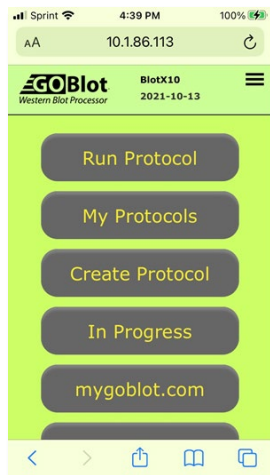 Sprint 4:39 PM 100%
AA 10.1.86.113
GOBlot BlotX10
Western Blot Processor 2021-10-13
Run Protocol
My Protocols
Create Protocol
In Progress
mygoblot.com